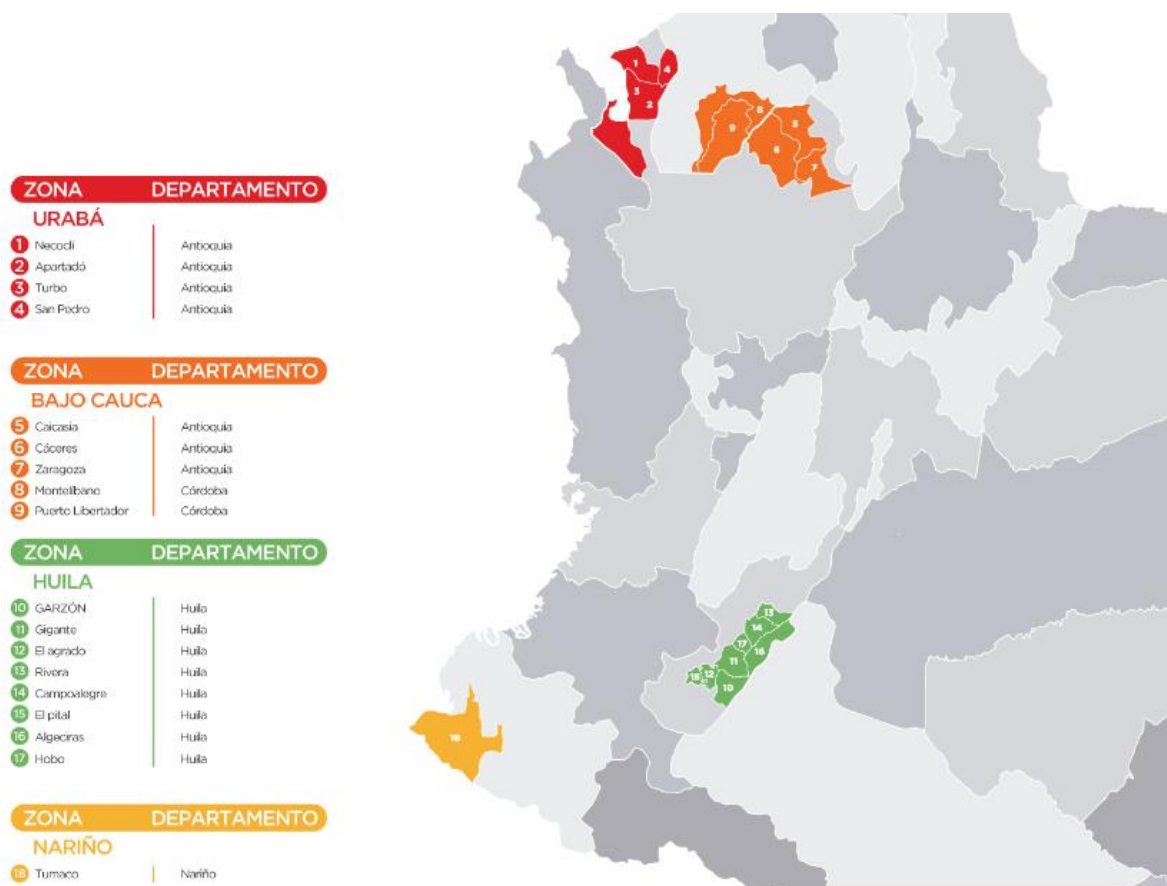 ZONA DEPARTAMENTO
URABÁ
1 Necoclí Antioquia
2 Apartadó Antioquia
3 Turbo Antioquia
4 San Pedro Antioquia
ZONA DEPARTAMENTO
BAJO CAUCA
5 Caicasia Antioquia
6 Cáceres Antioquia
7 Zaragoza Antioquia
8 Montelíbano Córdoba
9 Puerto Libertador Córdoba
ZONA DEPARTAMENTO
HUILA
10 GARZÓN Huila
11 Gigante Huila
12 El agrado Huila
13 Rivera Huila
14 Campoalegre Huila
15 El pital Huila
16 Algeciras Huila
17 Hobo Huila
ZONA DEPARTAMENTO
NARIÑO
18 Tumaco Nariño
1
4
3
2
8
5
9
6
7
13
14
17
16
11
12
15
10
18